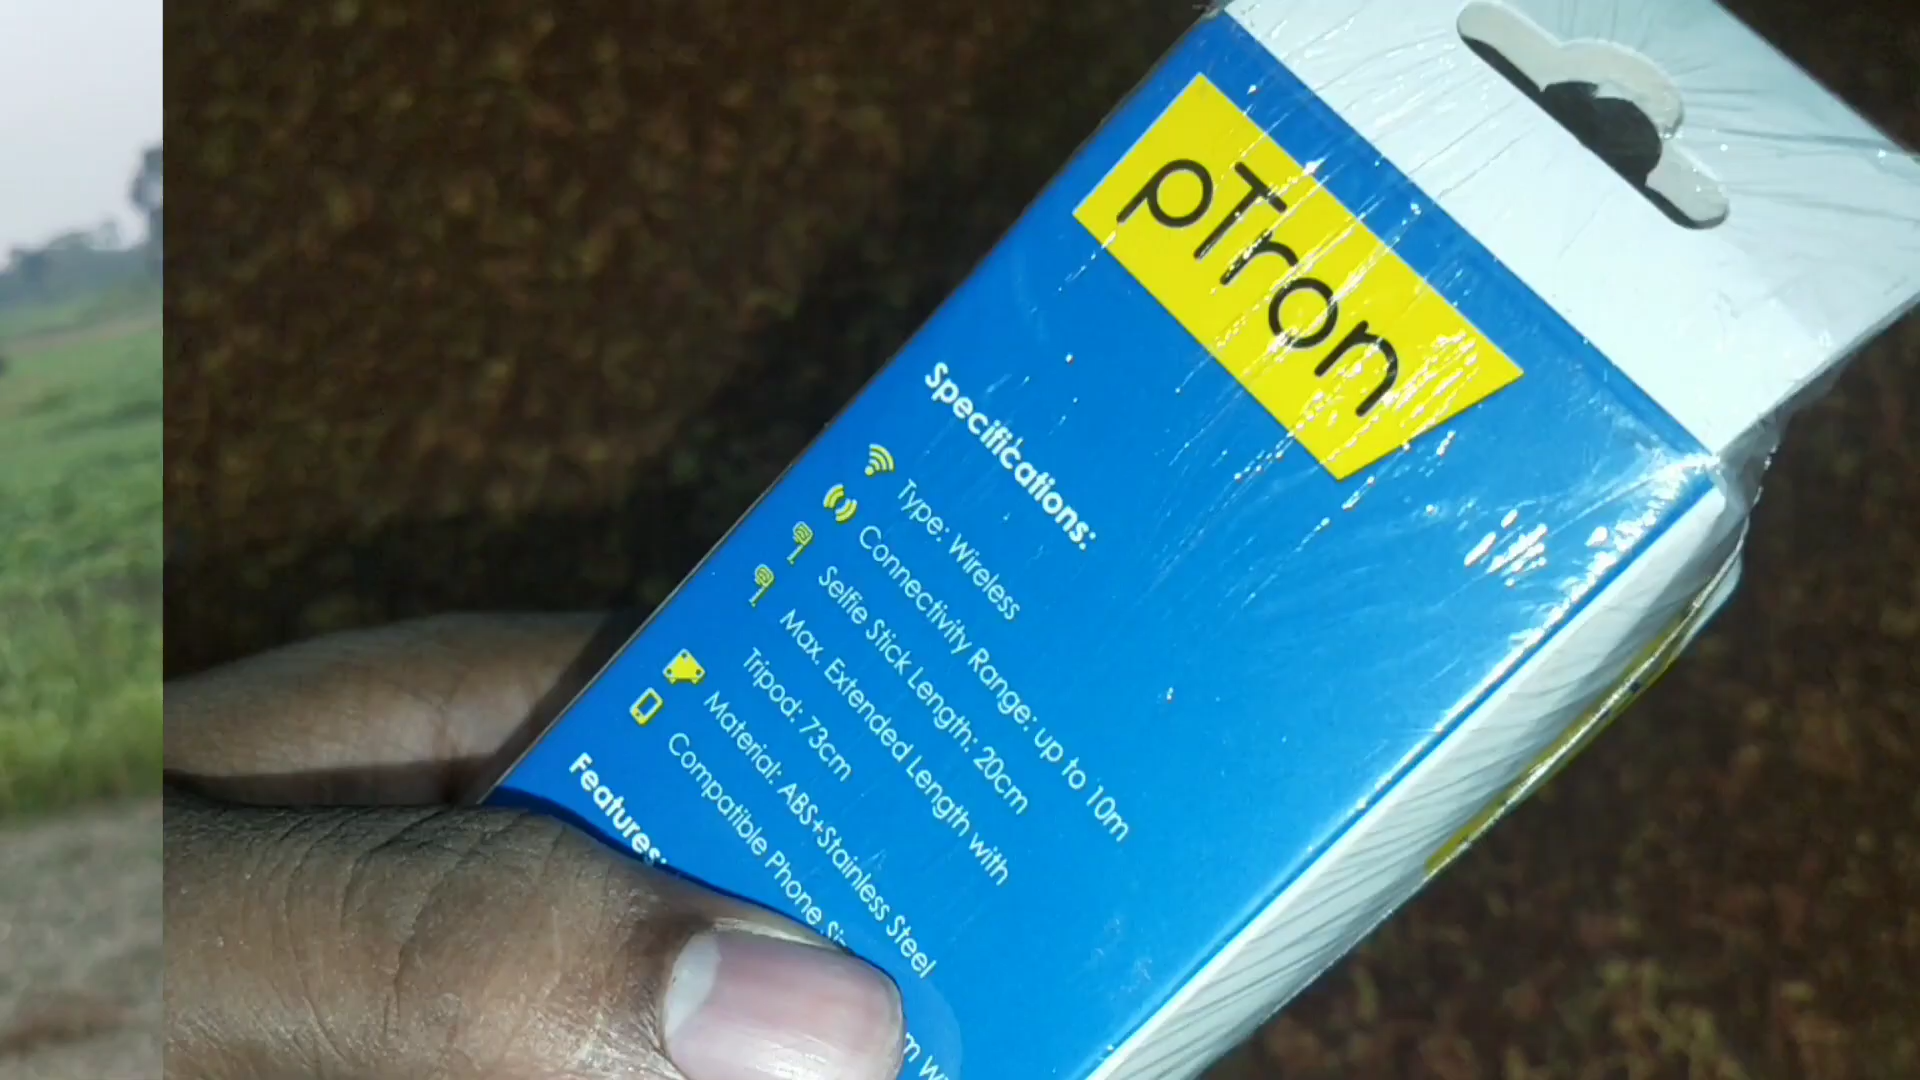 pTron
Specifications:
Type: Wireless
Connectivity Range: up to 10m
Selfie Stick Length: 20cm
Max. Extended Length with
Tripod: 73cm
Material: ABS+Stainless Steel
Compatible Phone
Features: